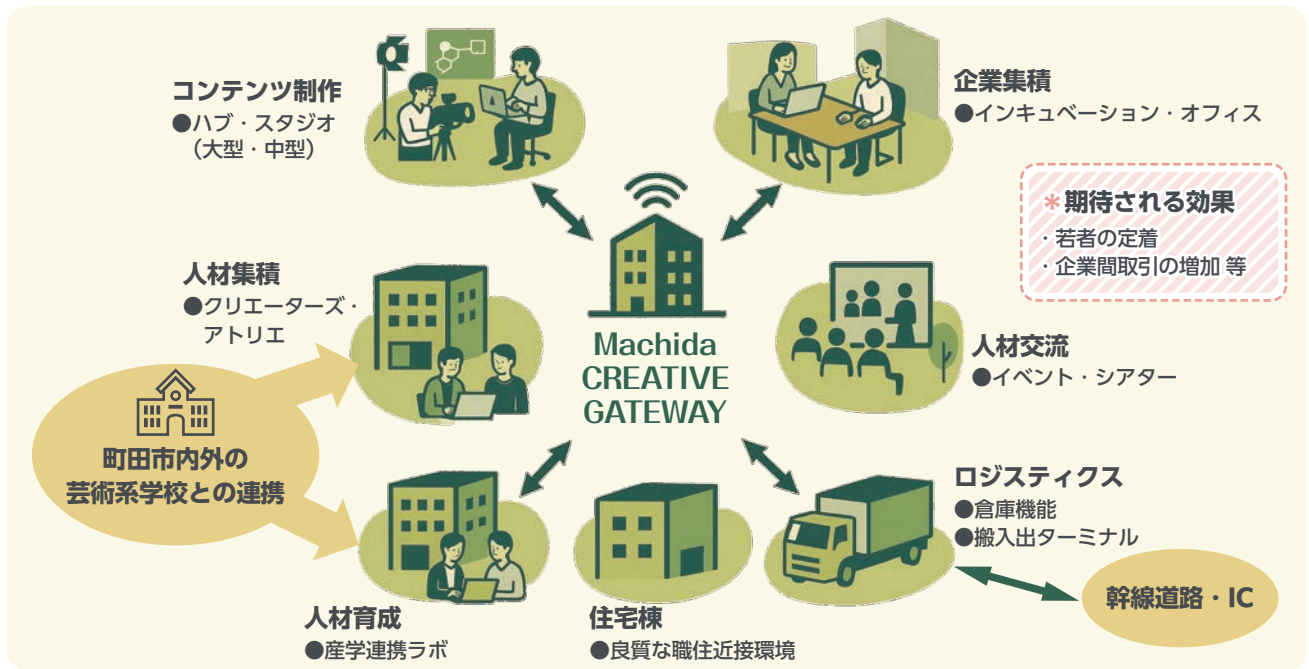 コンテンツ制作
●ハブ・スタジオ
（大型・中型）
企業集積
●インキュベーション・オフィス
＊期待される効果
・若者の定着
・企業間取引の増加 等
人材集積
●クリエーターズ・
アトリエ
Machida
CREATIVE
GATEWAY
人材交流
●イベント・シアター
町田市内外の
芸術系学校との連携
ロジスティクス
●倉庫機能
●搬入出ターミナル
幹線道路・IC
人材育成
●産学連携ラボ
住宅棟
●良質な職住近接環境